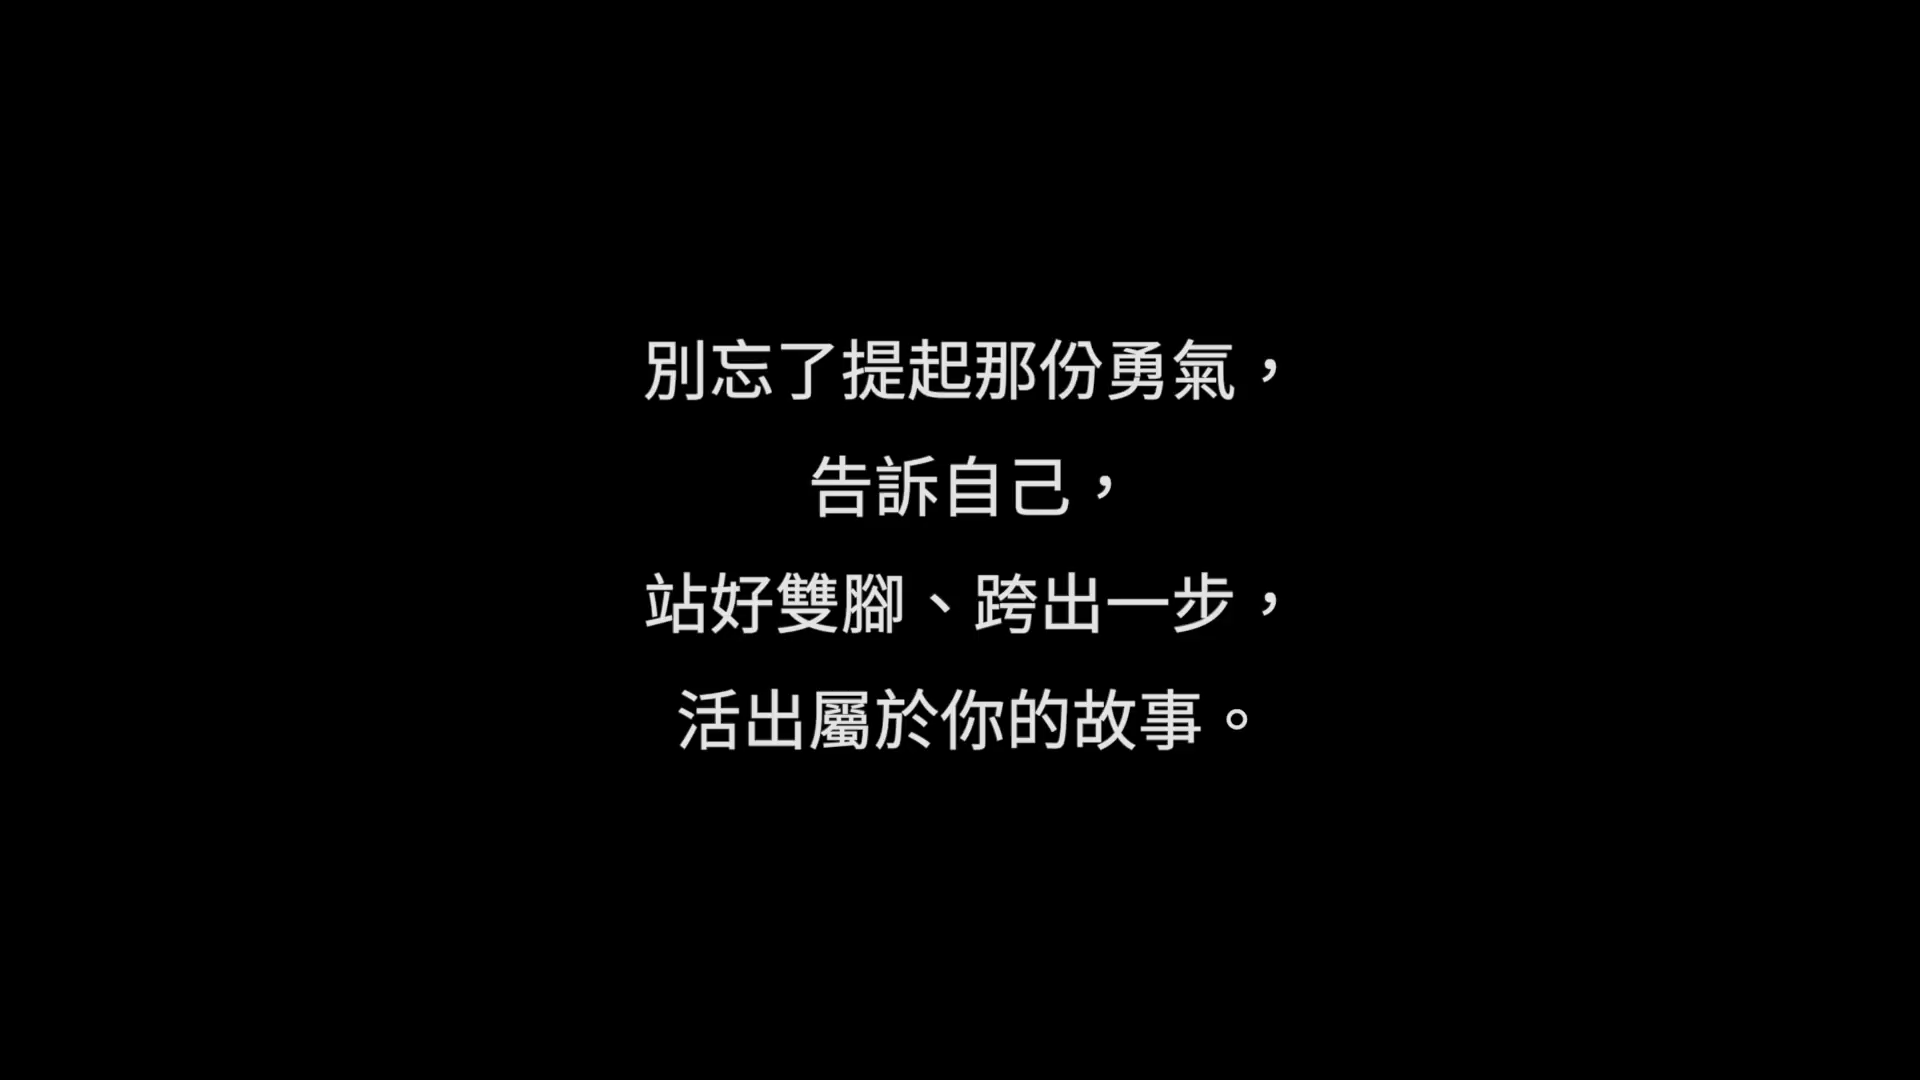 別忘了提起那份勇氣，
告訴自己，
站好雙腳、跨出一步，
活出屬於你的故事。